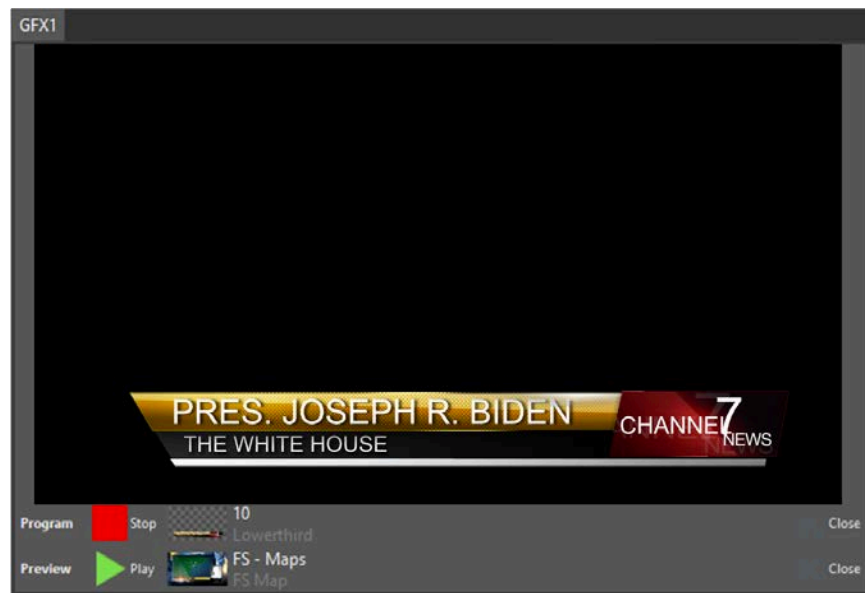 GFX1
PRES. JOSEPH R. BIDEN
THE WHITE HOUSE
CHANNEL 7
NEWS
Program Stop 10 Close
Lowerthird
Preview Play FS - Maps Close
FS Map